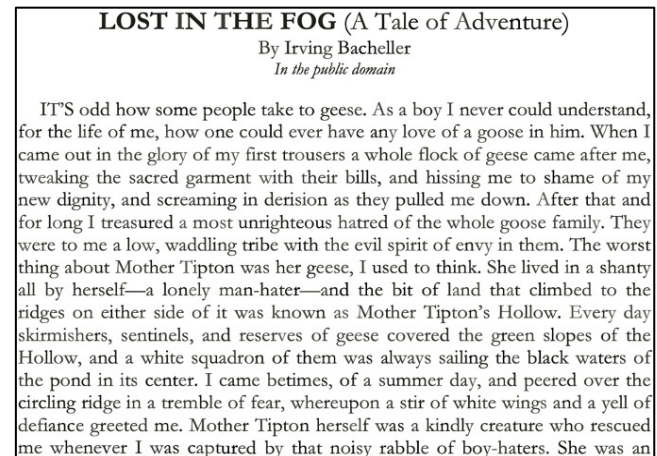 LOST IN THE FOG (A Tale of Adventure)
By Irving Bacheller
In the public domain
IT’S odd how some people take to geese. As a boy I never could understand,
for the life of me, how one could ever have any love of a goose in him. When I
came out in the glory of my first trousers a whole flock of geese came after me,
tweaking the sacred garment with their bills, and hissing me to shame of my
new dignity, and screaming in derision as they pulled me down. After that and
for long I treasured a most unrighteous hatred of the whole goose family. They
were to me a low, waddling tribe with the evil spirit of envy in them. The worst
thing about Mother Tipton was her geese, I used to think. She lived in a shanty
all by herself—a lonely man-hater—and the bit of land that climbed to the
ridges on either side of it was known as Mother Tipton’s Hollow. Every day
skirmishers, sentinels, and reserves of geese covered the green slopes of the
Hollow, and a white squadron of them was always sailing the black waters of
the pond in its center. I came betimes, of a summer day, and peered over the
circling ridge in a tremble of fear, whereupon a stir of white wings and a yell of
defiance greeted me. Mother Tipton herself was a kindly creature who rescued
me whenever I was captured by that noisy rabble of boy-haters. She was an